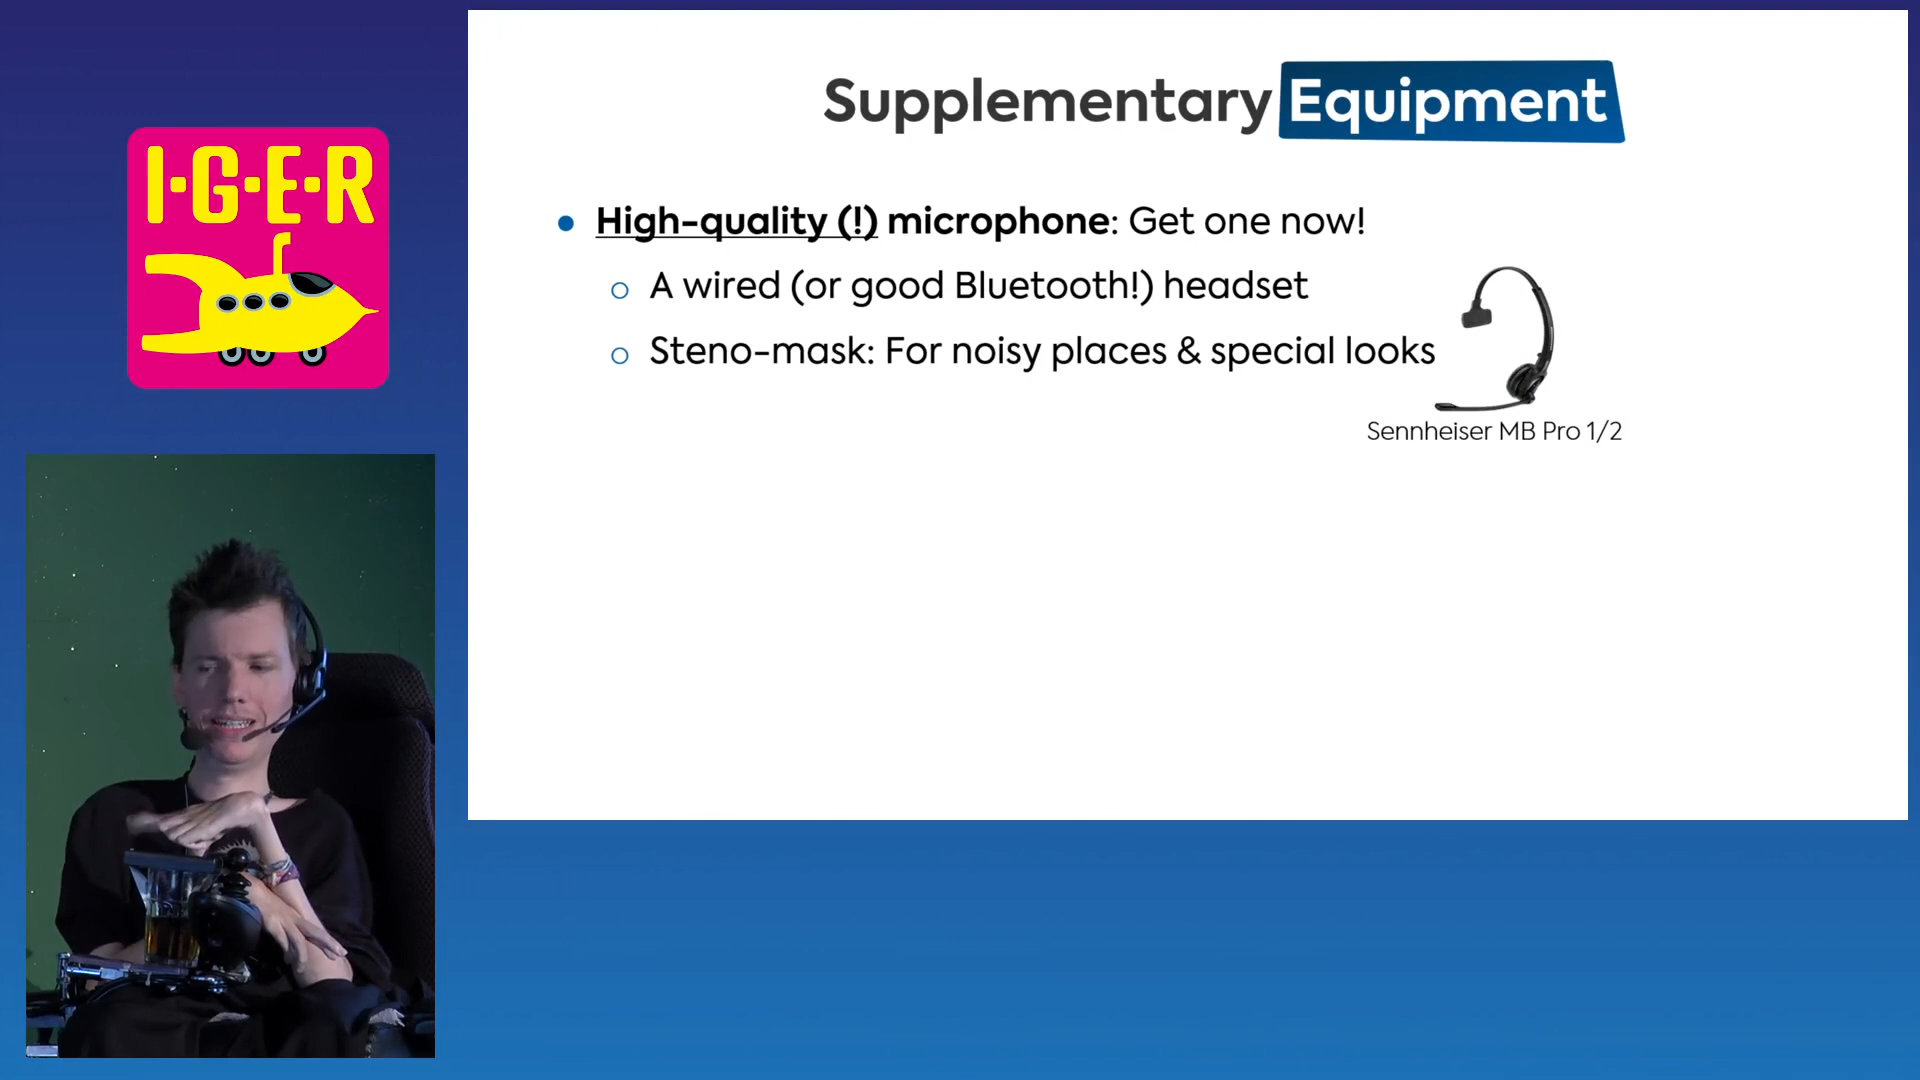 I·G·E·R
Supplementary Equipment
High-quality (!) microphone: Get one now!
A wired (or good Bluetooth!) headset
Steno-mask: For noisy places & special looks
Sennheiser MB Pro 1/2